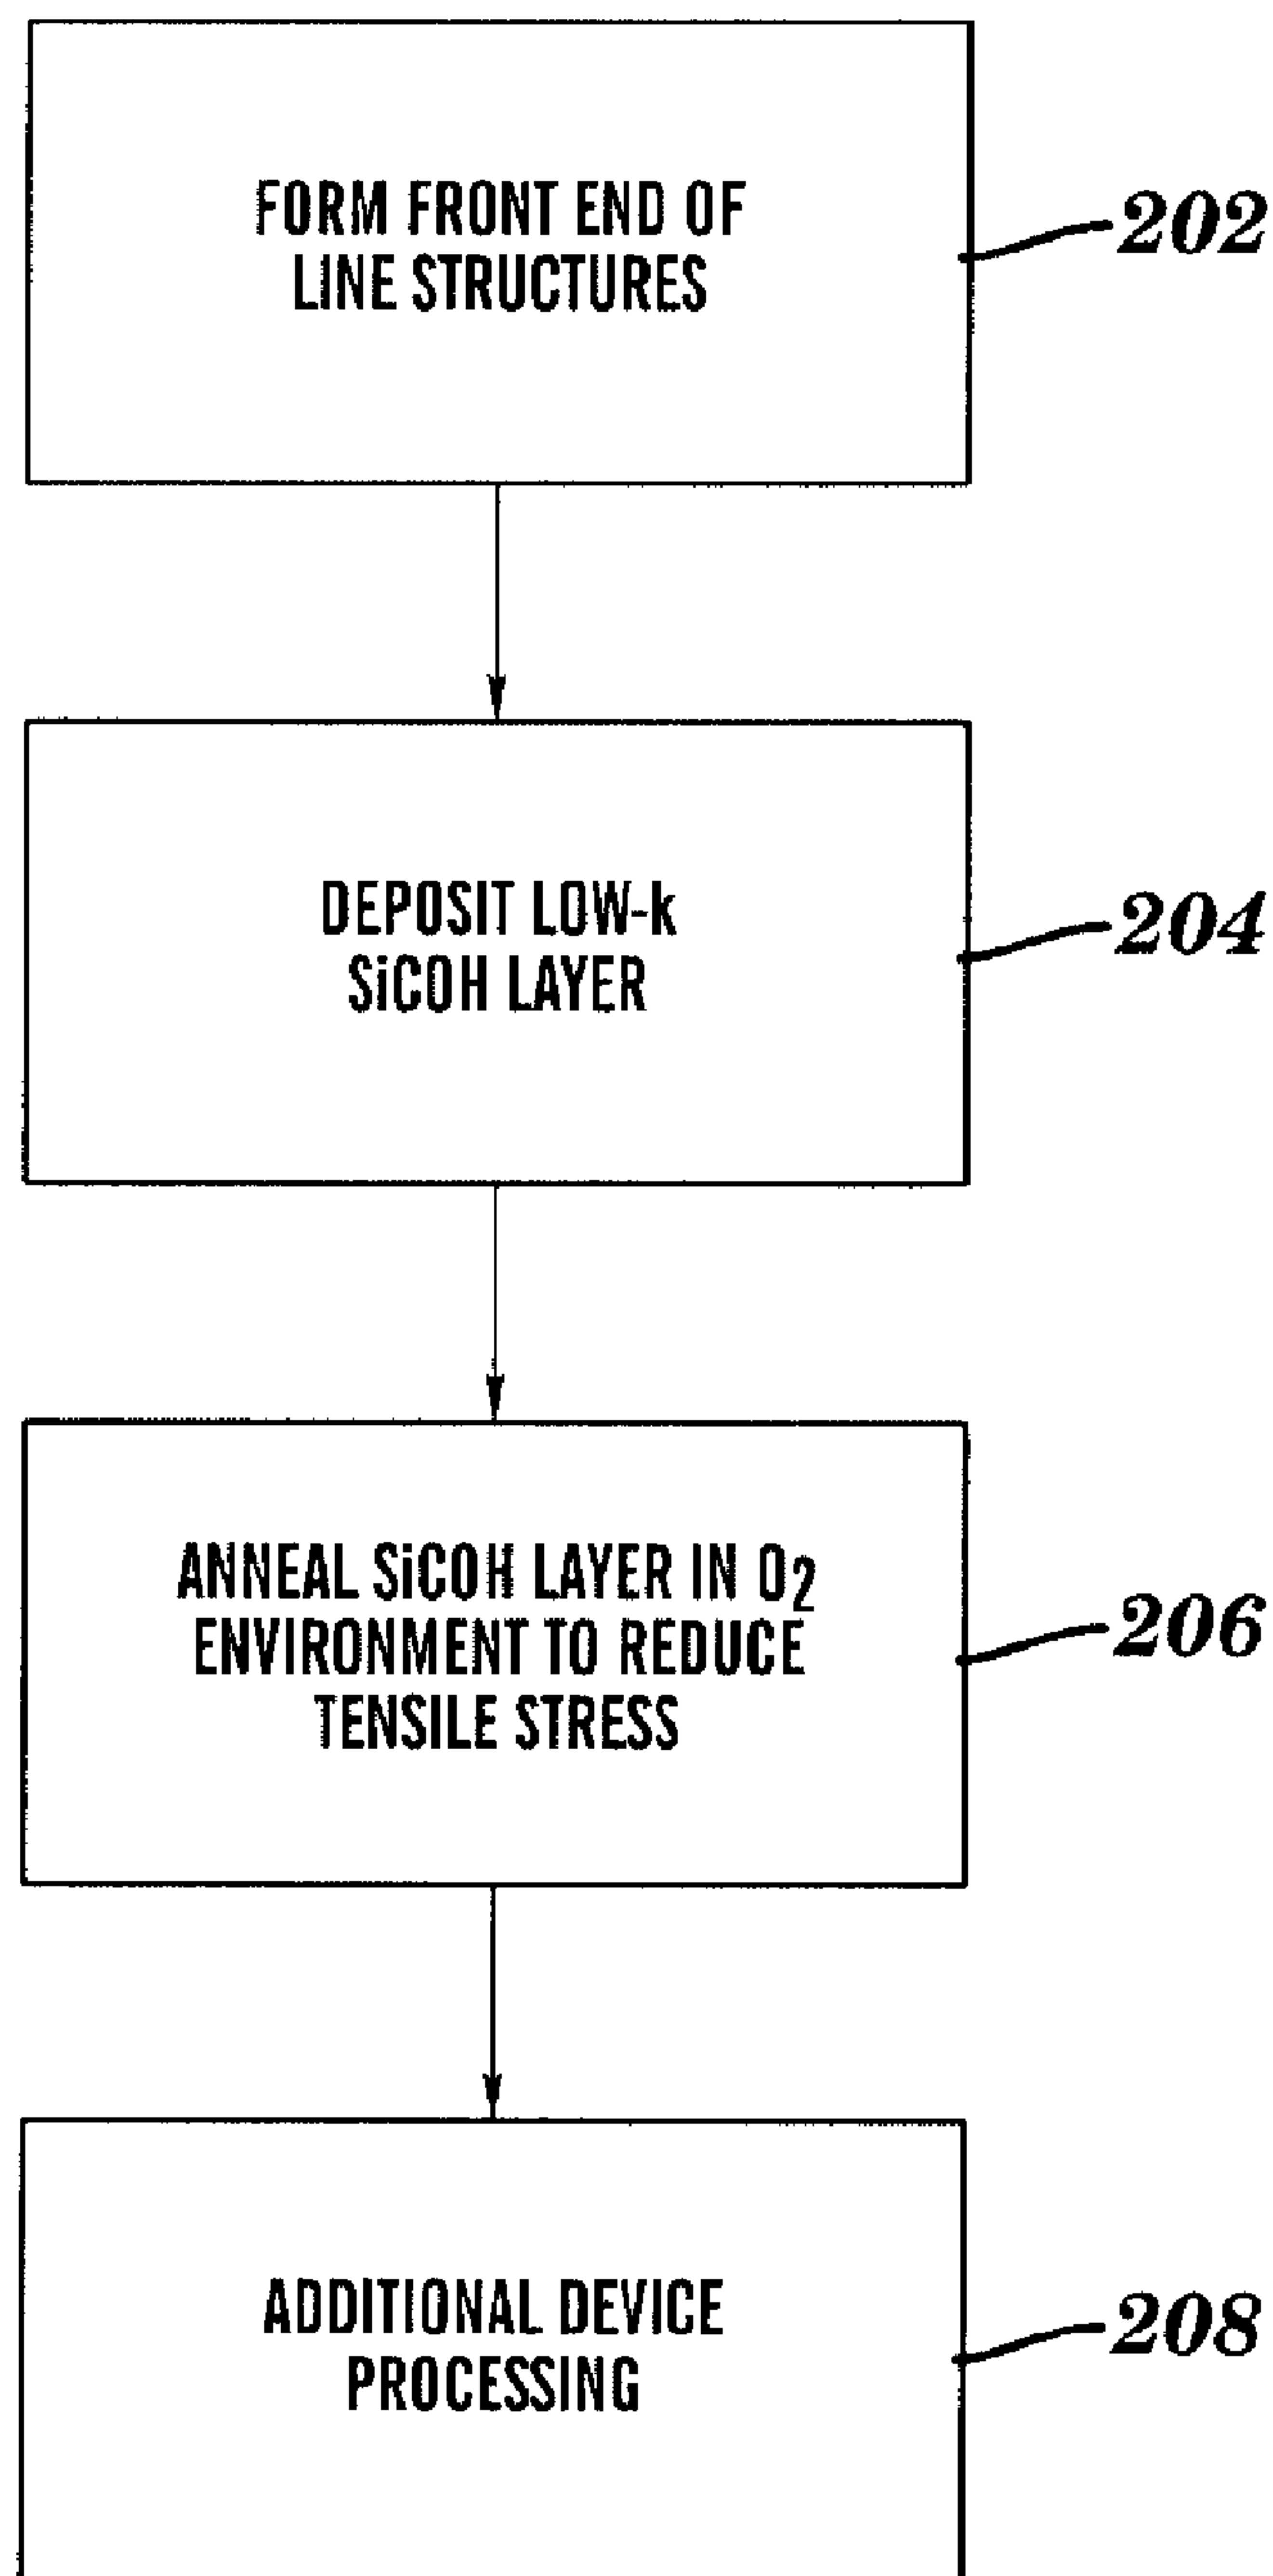 FORM FRONT END OF
LINE STRUCTURES
202
DEPOSIT LOW-k
SiCOH LAYER
204
ANNEAL SiCOH LAYER IN O2
ENVIRONMENT TO REDUCE
TENSILE STRESS
206
ADDITIONAL DEVICE
PROCESSING
208